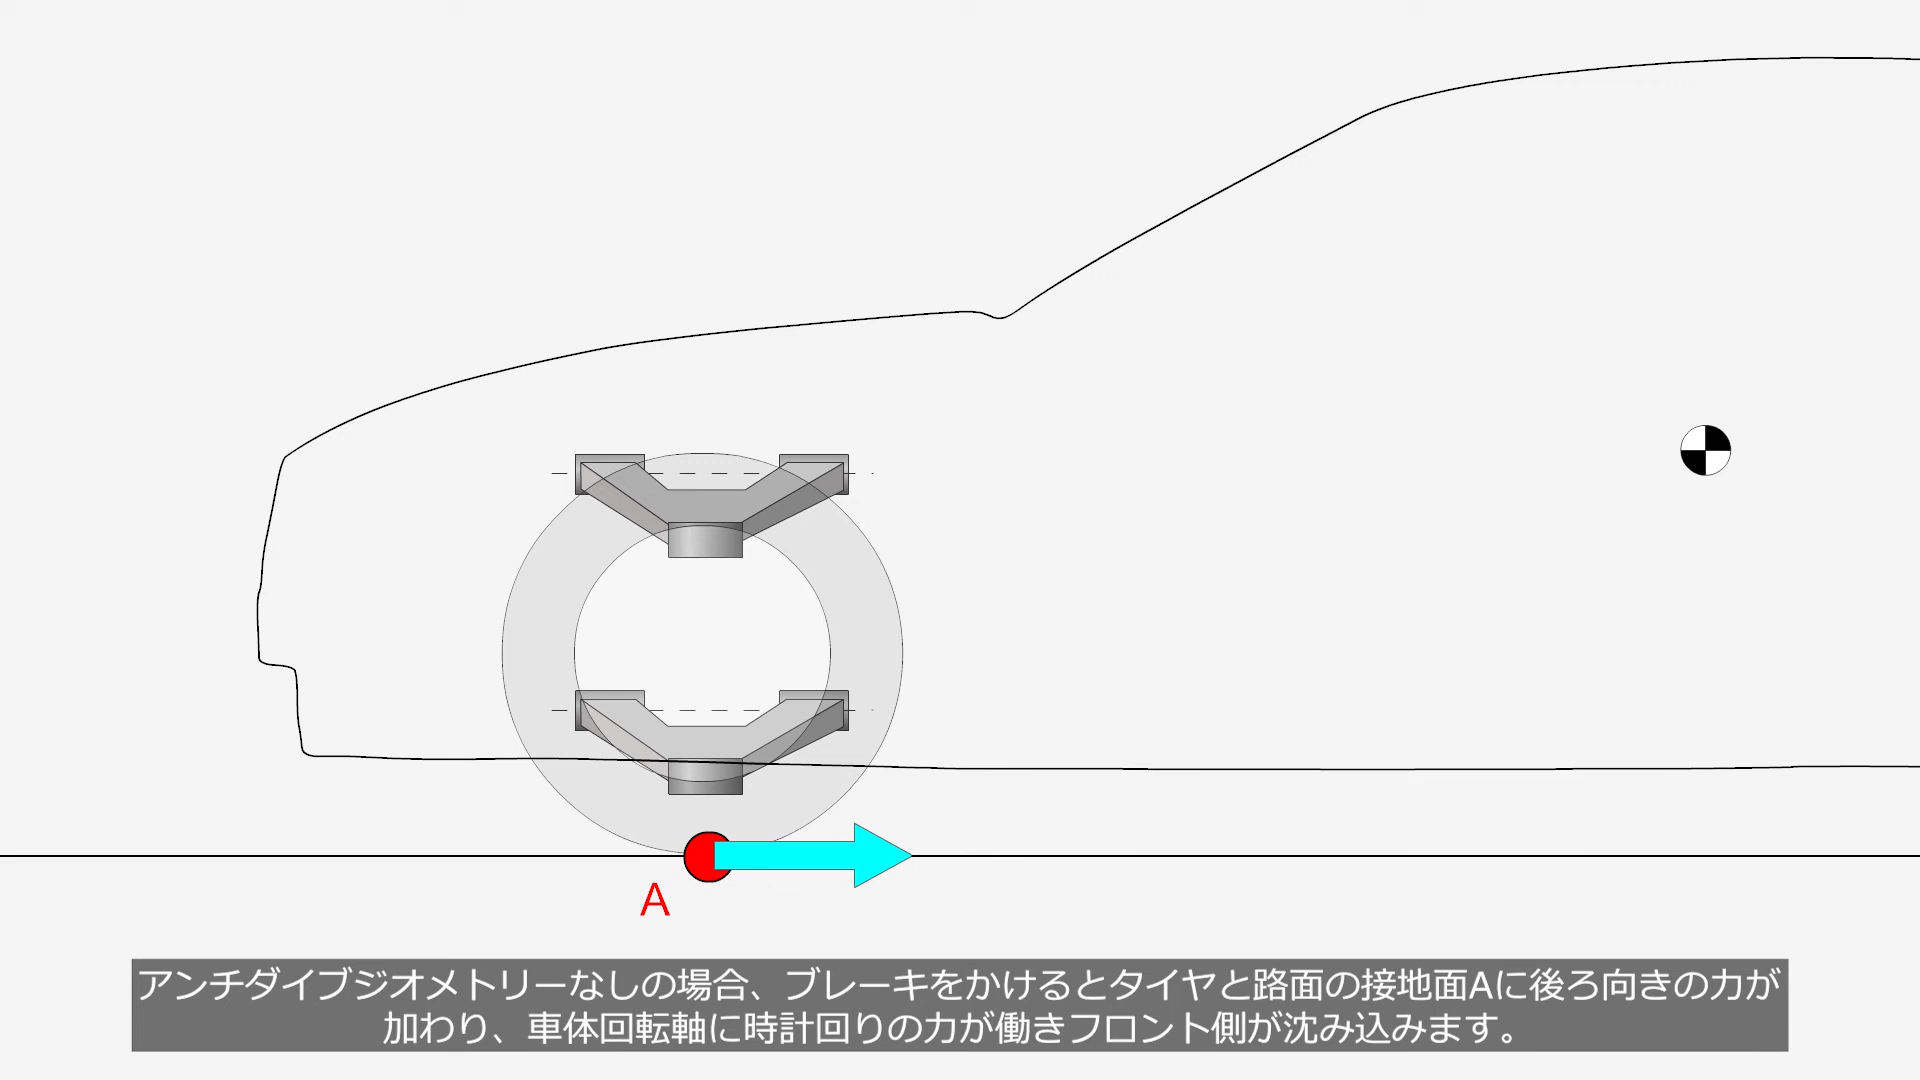 A
アンチダイブジオメトリーなしの場合、ブレーキをかけるとタイヤと路面の接地面Aに後ろ向きの力が
加わり、車体回転軸に時計回りの力が働きフロント側が沈み込みます。